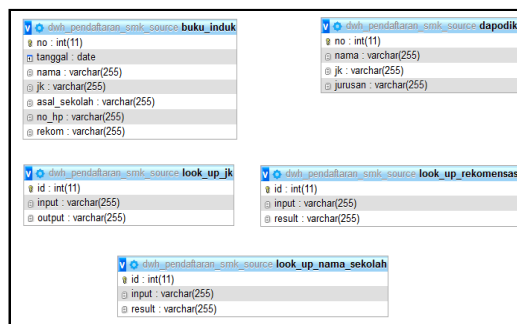 dwh_pendaftaran_smk_source buku_induk
no : int(11)
tanggal : date
nama : varchar(255)
jk : varchar(255)
asal_sekolah : varchar(255)
no_hp : varchar(255)
rekom : varchar(255)
dwh_pendaftaran_smk_source dapodik
no : int(11)
nama : varchar(255)
jk : varchar(255)
jurusan : varchar(255)
dwh_pendaftaran_smk_source look_up_jk
id : int(11)
input : varchar(255)
output : varchar(255)
dwh_pendaftaran_smk_source look_up_rekomensas
id : int(11)
input : varchar(255)
result : varchar(255)
dwh_pendaftaran_smk_source look_up_nama_sekolah
id : int(11)
input : varchar(255)
result : varchar(255)